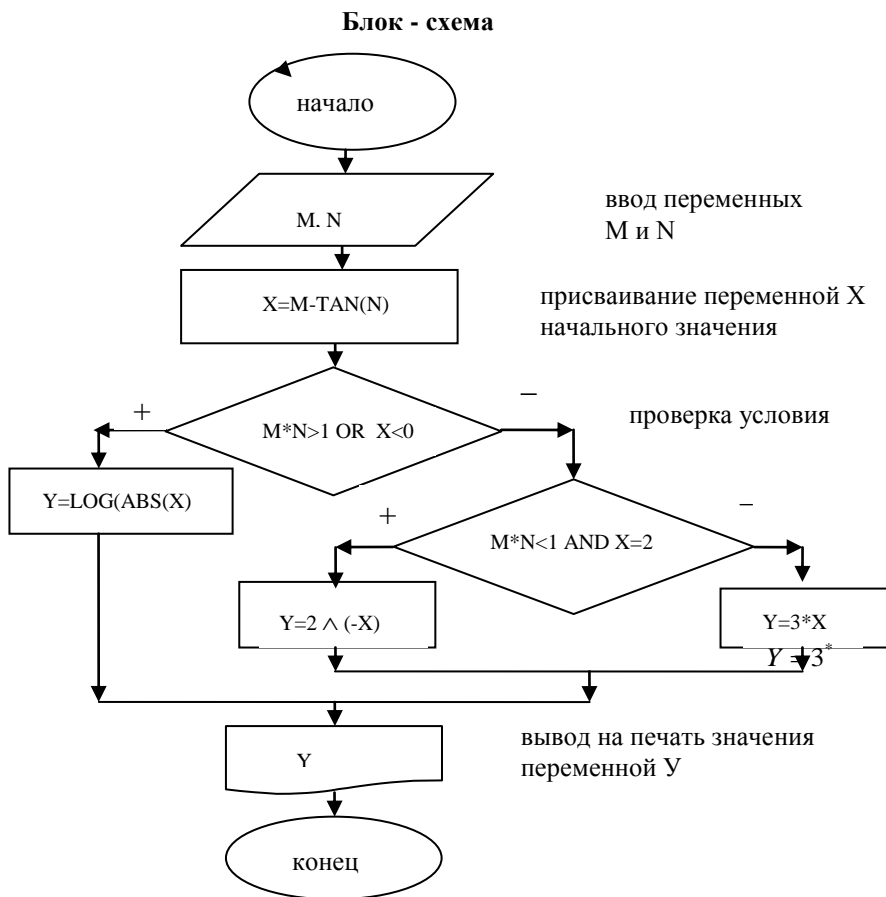 Блок - схема
начало
M. N
ввод переменных
M и N
X=M-TAN(N)
присваивание переменной X
начального значения
+
–
M*N>1 OR X<0
проверка условия
Y=LOG(ABS(X)
+
–
M*N<1 AND X=2
Y=2 ∧ (-X)
Y=3*X
Y = 3*
Y
вывод на печать значения
переменной У
конец